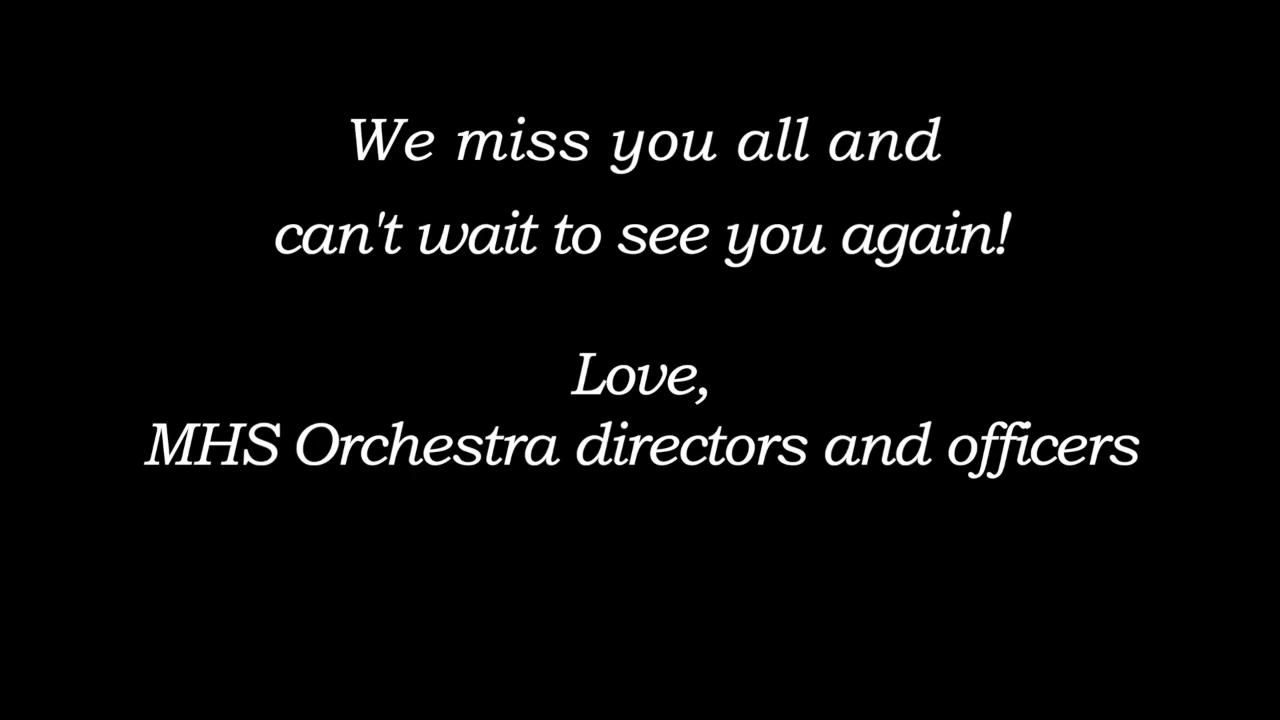 We miss you all and
can't wait to see you again!
Love,
MHS Orchestra directors and officers